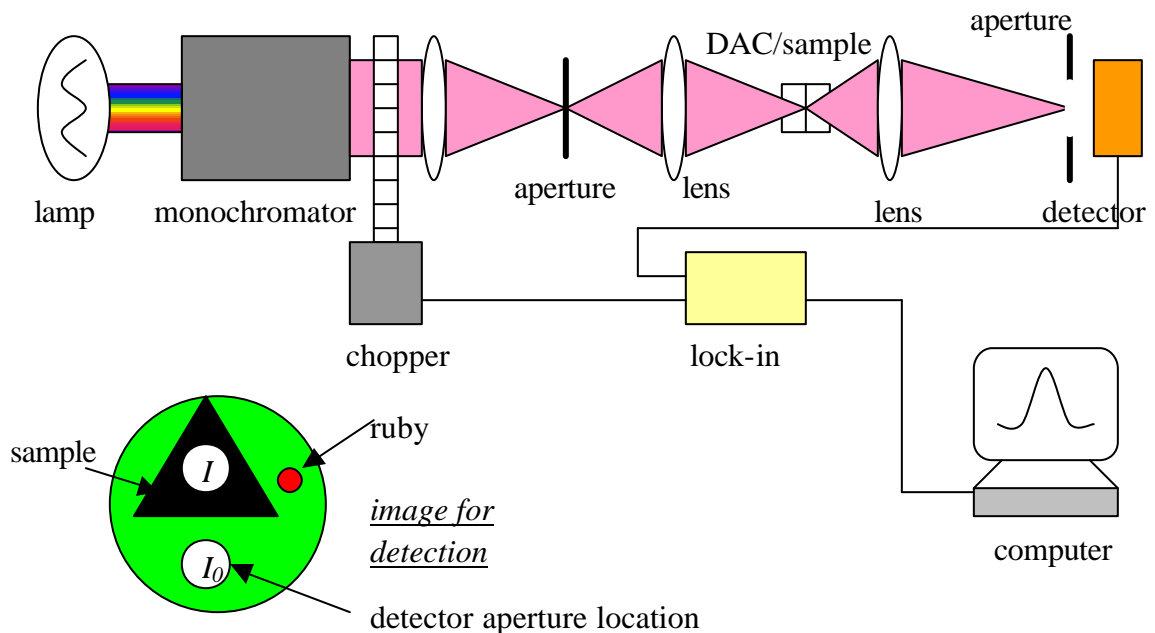 aperture
DAC/sample
lamp
monochromator
aperture
lens
lens
detector
chopper
lock-in
computer
sample
I
ruby
image for
detection
I0
detector aperture location